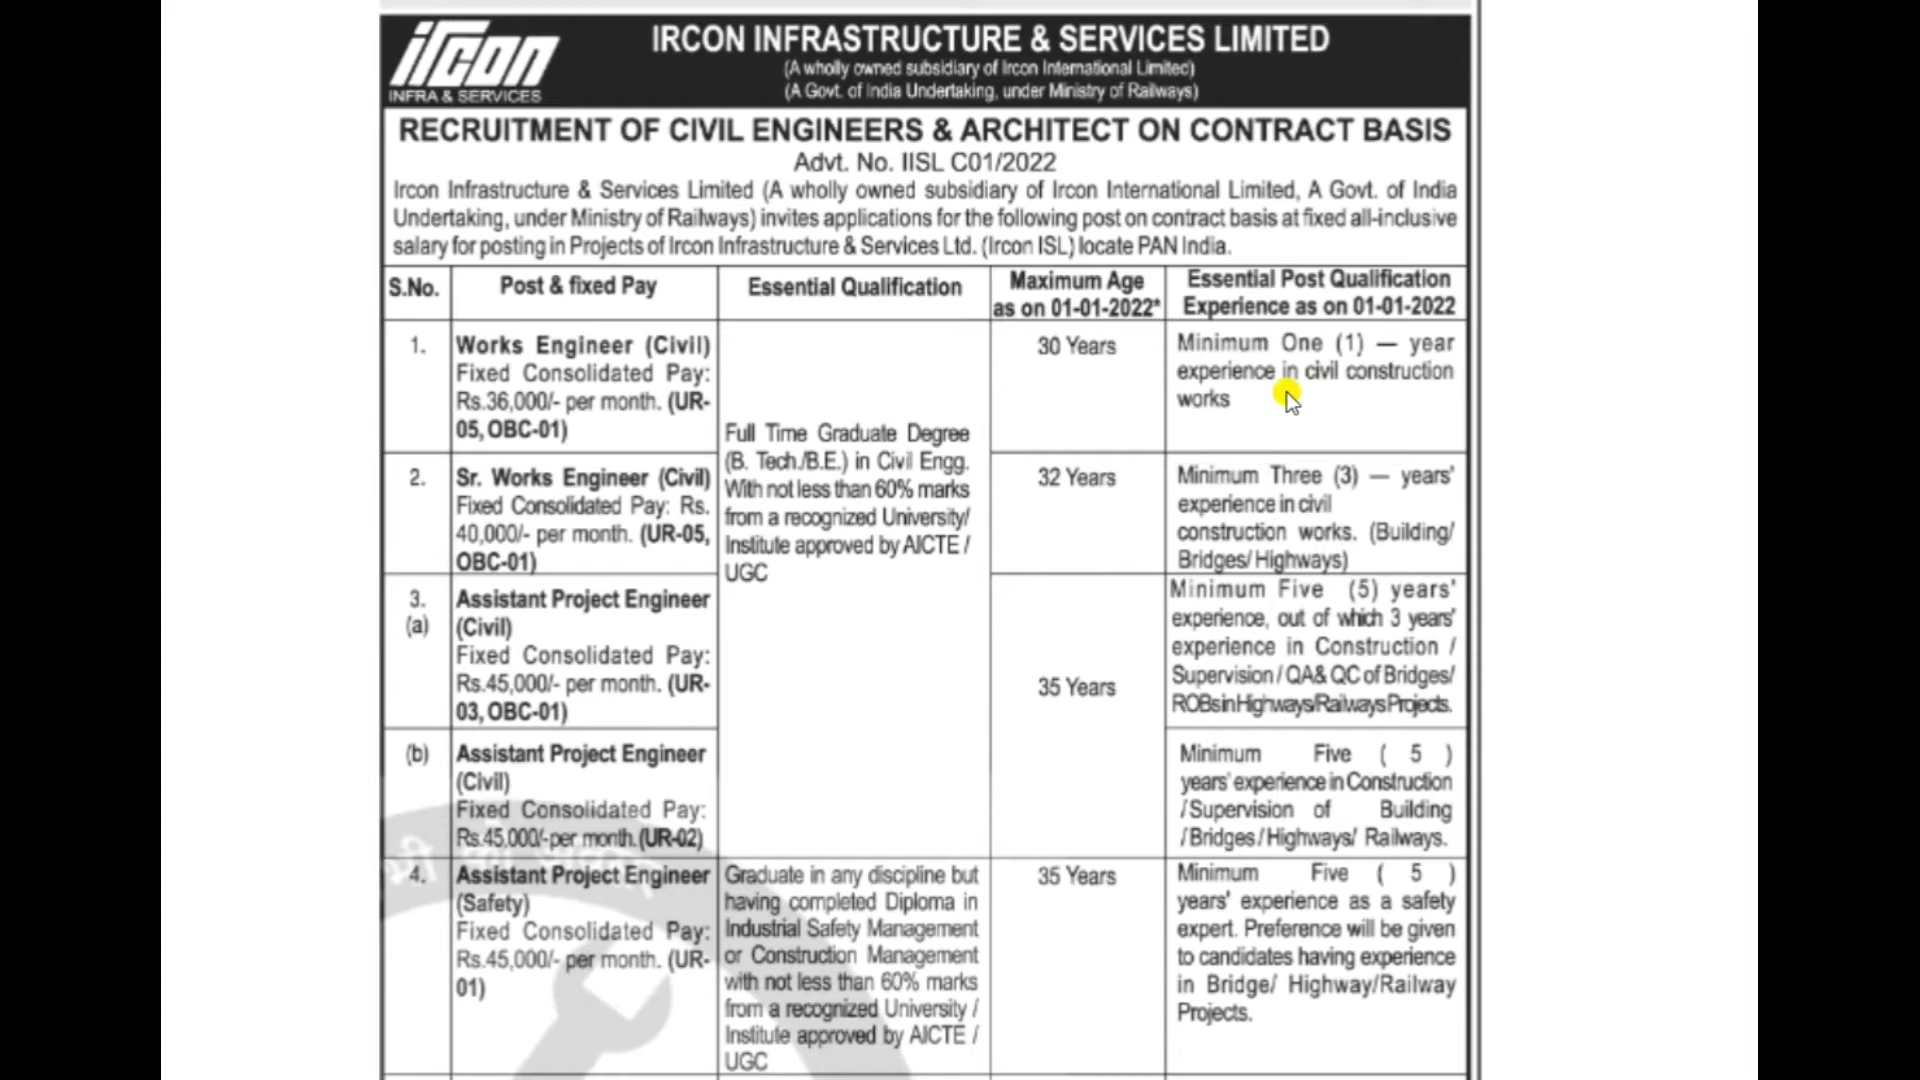 ircon
INFRA & SERVICES
IRCON INFRASTRUCTURE & SERVICES LIMITED
(A wholly owned subsidiary of Ircon International Limited)
(A Govt. of India Undertaking, under Ministry of Railways)
RECRUITMENT OF CIVIL ENGINEERS & ARCHITECT ON CONTRACT BASIS
Advt. No. IISL C01/2022
Ircon Infrastructure & Services Limited (A wholly owned subsidiary of Ircon International Limited, A Govt. of India
Undertaking, under Ministry of Railways) invites applications for the following post on contract basis at fixed all-inclusive
salary for posting in Projects of Ircon Infrastructure & Services Ltd. (Ircon ISL) locate PAN India.
S.No.
Post & fixed Pay
Essential Qualification
Maximum Age
as on 01-01-2022*
Essential Post Qualification
Experience as on 01-01-2022
1.
Works Engineer (Civil)
Fixed Consolidated Pay:
Rs.36,000/- per month. (UR-
05, OBC-01)
Full Time Graduate Degree
(B. Tech./B.E.) in Civil Engg.
With not less than 60% marks
from a recognized University/
Institute approved by AICTE /
UGC
30 Years
Minimum One (1) — year
experience in civil construction
works
2.
Sr. Works Engineer (Civil)
Fixed Consolidated Pay: Rs.
40,000/- per month. (UR-05,
OBC-01)
32 Years
Minimum Three (3) — years'
experience in civil
construction works. (Building/
Bridges/ Highways)
3.
(a)
Assistant Project Engineer
(Civil)
Fixed Consolidated Pay:
Rs.45,000/- per month. (UR-
03, OBC-01)
35 Years
Minimum Five (5) years'
experience, out of which 3 years'
experience in Construction /
Supervision / QA& QC of Bridges/
ROBs in Highways/Railways Projects.
(b)
Assistant Project Engineer
(Civil)
Fixed Consolidated Pay:
Rs.45,000/-per month. (UR-02)
Minimum Five ( 5 )
years' experience in Construction
/Supervision of Building
/Bridges / Highways/ Railways.
4.
Assistant Project Engineer
(Safety)
Fixed Consolidated Pay:
Rs.45,000/- per month. (UR-
01)
Graduate in any discipline but
having completed Diploma in
Industrial Safety Management
or Construction Management
with not less than 60% marks
from a recognized University /
Institute approved by AICTE /
UGC
35 Years
Minimum Five ( 5 )
years' experience as a safety
expert. Preference will be given
to candidates having experience
in Bridge/ Highway/Railway
Projects.